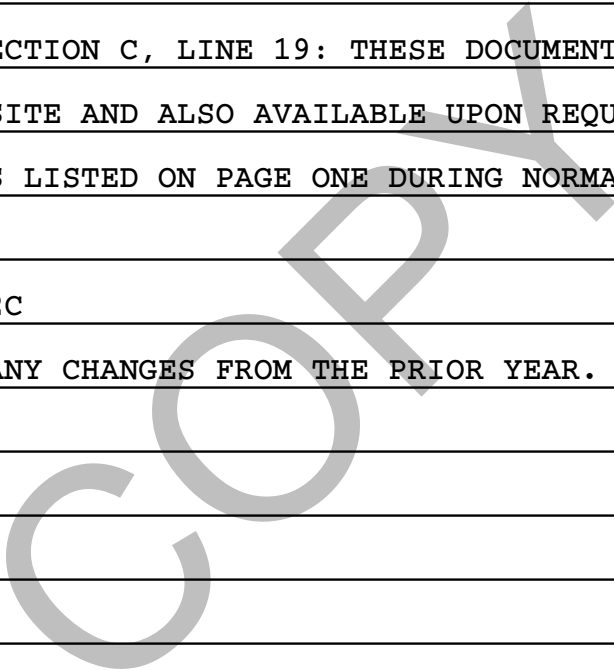 ECTION C, LINE 19: THESE DOCUMENT
SITE AND ALSO AVAILABLE UPON REQU
S LISTED ON PAGE ONE DURING NORMA
2C
ANY CHANGES FROM THE PRIOR YEAR.
COPY